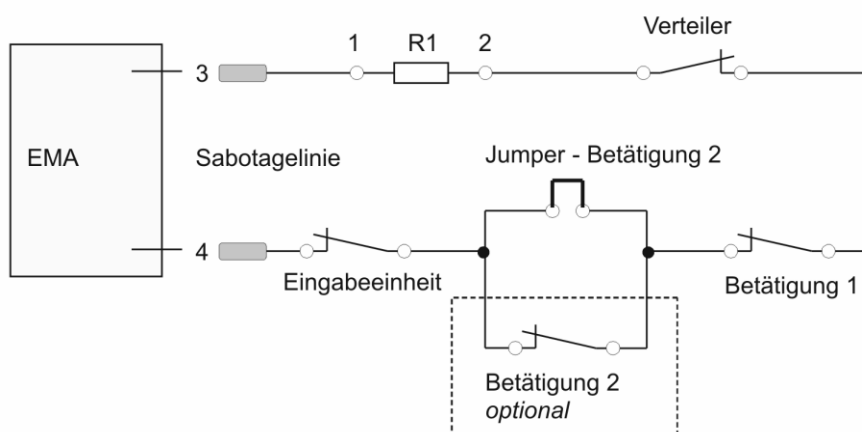 Verteiler
1 R1 2
3
EMA
Sabotagelinie
Jumper - Betätigung 2
4
Eingabeeinheit
Betätigung 1
Betätigung 2
optional